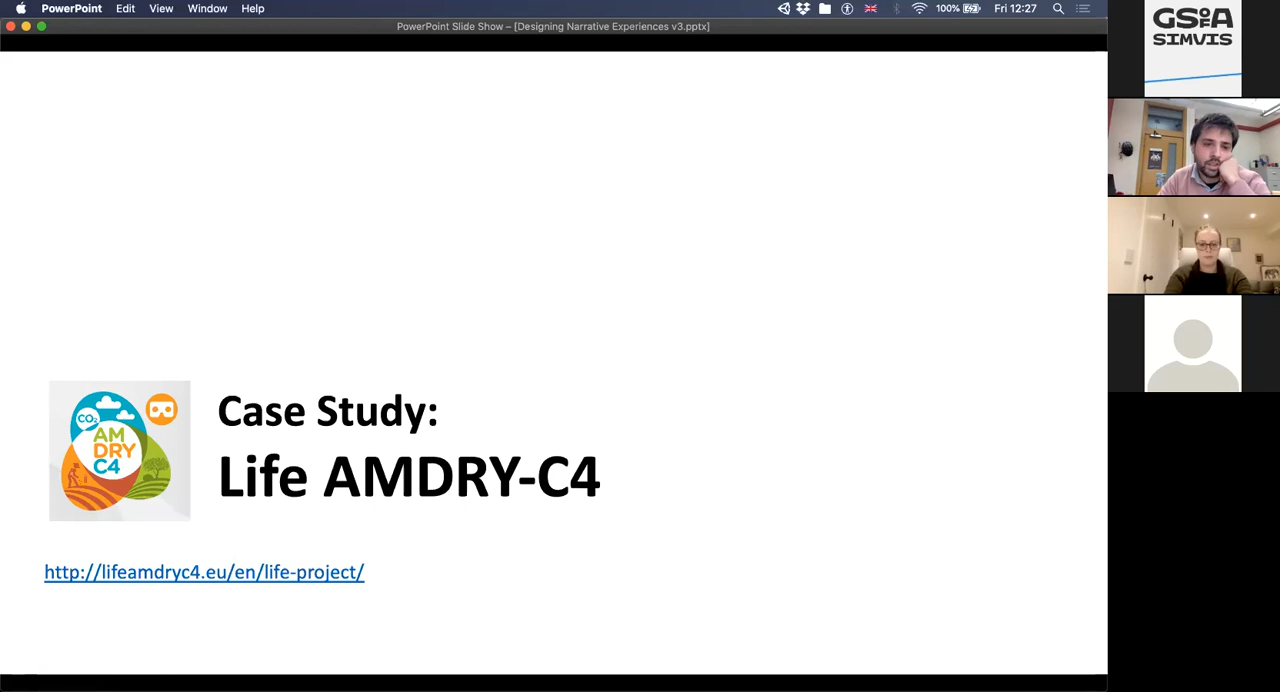 PowerPoint Edit View Window Help
100% Fri 12:27
PowerPoint Slide Show – [Designing Narrative Experiences v3.pptx]
GSofA
SIMVIS
CO2
AM
DRY
C4
Case Study:
Life AMDRY-C4
http://lifeamdryc4.eu/en/life-project/